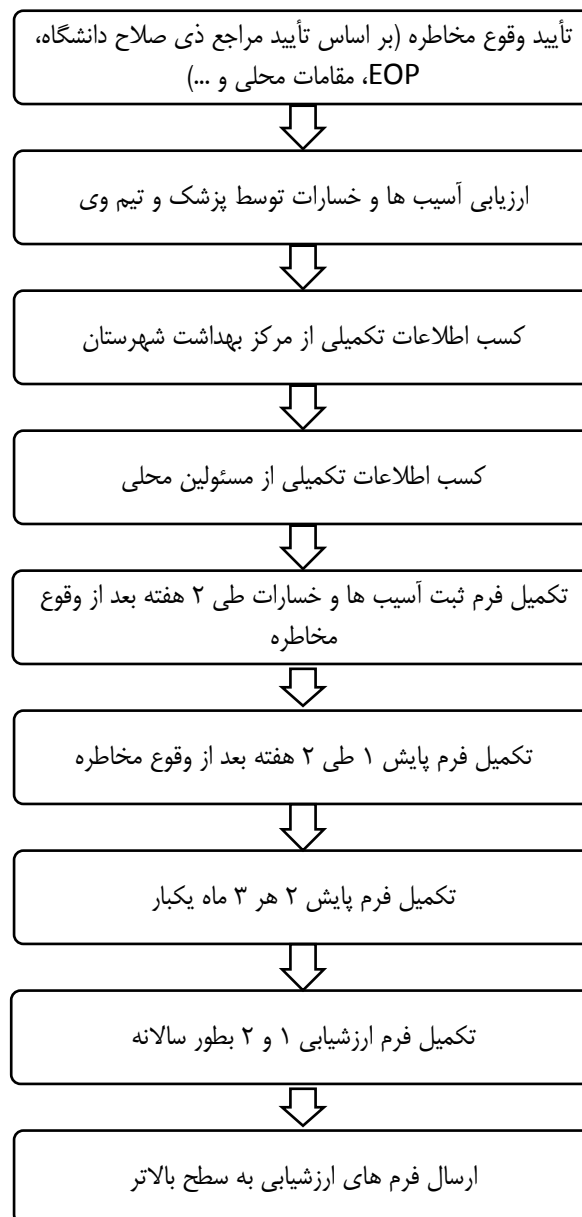 تأیید وقوع مخاطره (بر اساس تأیید مراجع ذی صلاح دانشگاه،
EOP، مقامات محلی و ...)
ارزیابی آسیب ها و خسارات توسط پزشک و تیم وی
کسب اطلاعات تکمیلی از مرکز بهداشت شهرستان
کسب اطلاعات تکمیلی از مسئولین محلی
تکمیل فرم ثبت آسیب ها و خسارات طی ۲ هفته بعد از وقوع
مخاطره
تکمیل فرم پایش ۱ طی ۲ هفته بعد از وقوع مخاطره
تکمیل فرم پایش ۲ هر ۳ ماه یکبار
تکمیل فرم ارزشیابی ۱ و ۲ بطور سالانه
ارسال فرم های ارزشیابی به سطح بالاتر